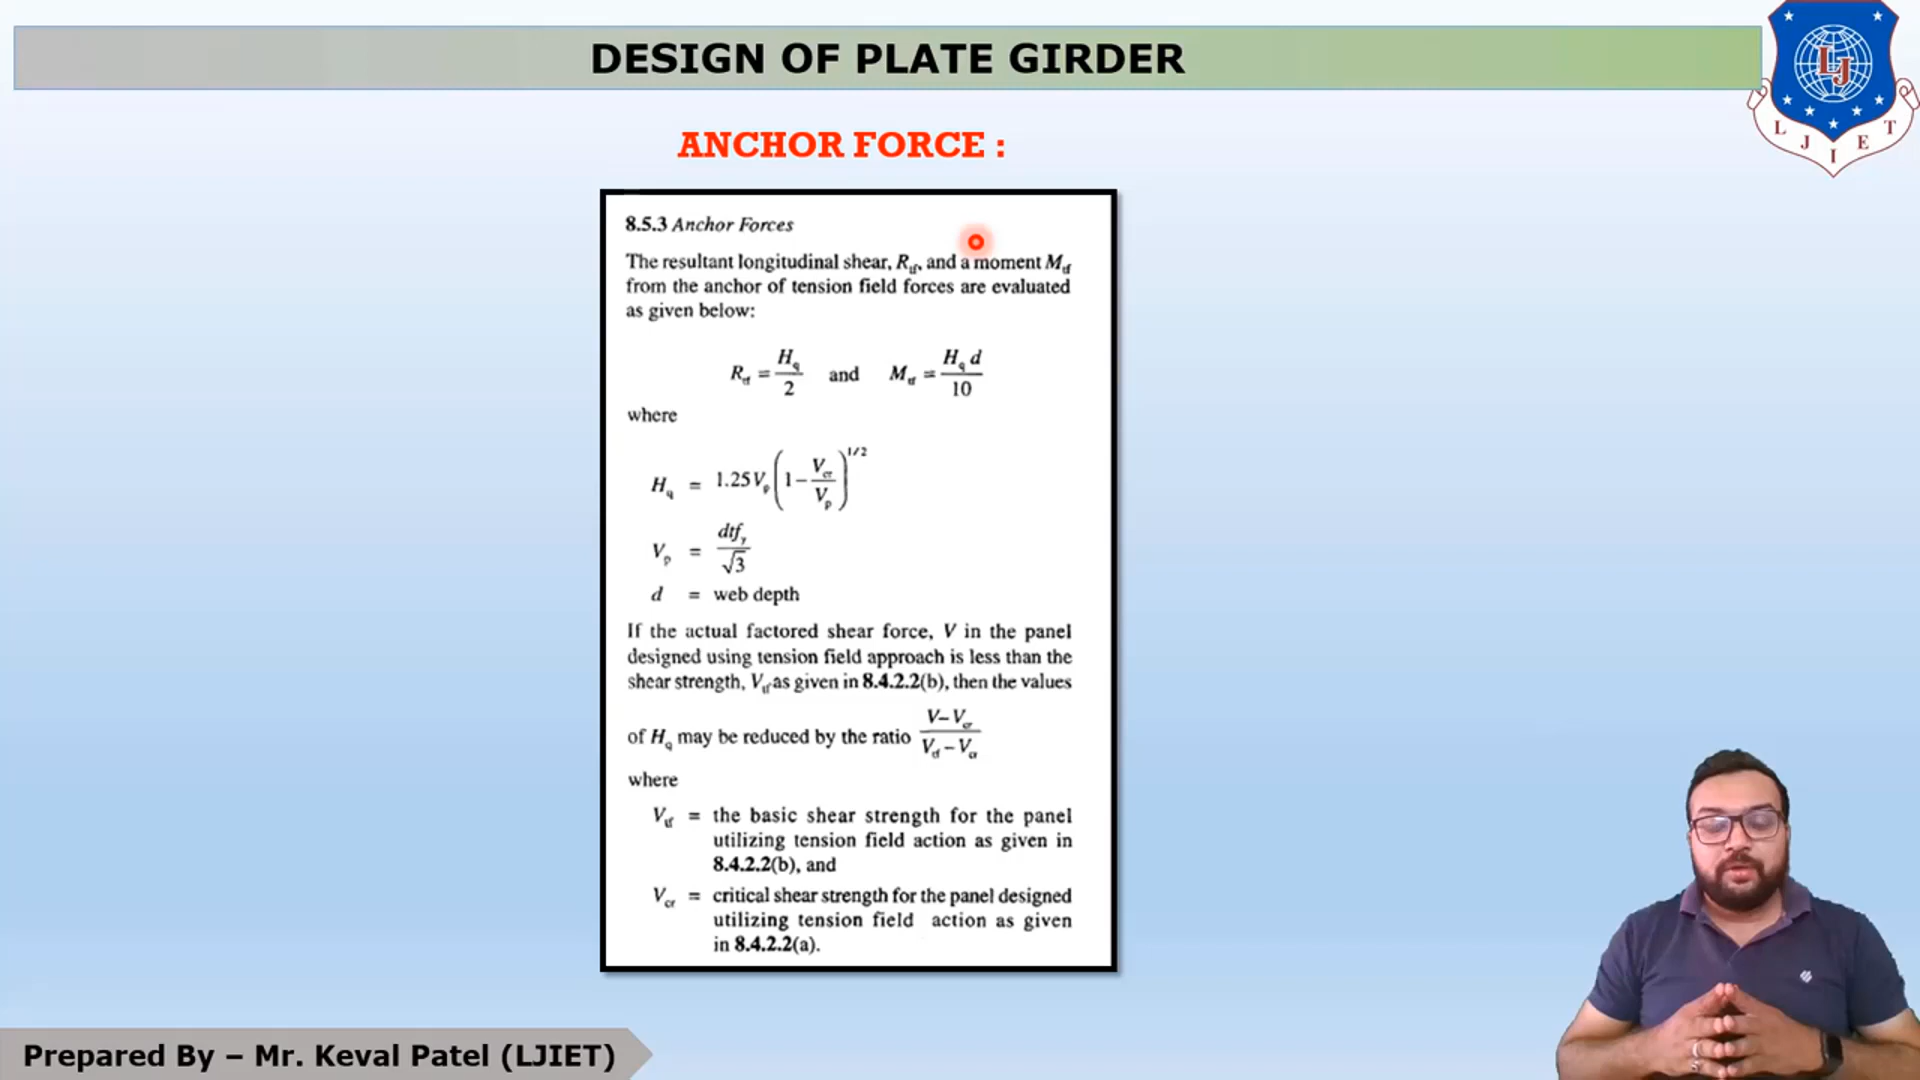 DESIGN OF PLATE GIRDER
LJ
L J I E T
ANCHOR FORCE :
8.5.3 Anchor Forces
The resultant longitudinal shear, R_tf, and a moment M_tf
from the anchor of tension field forces are evaluated
as given below:
R_tf = H_q / 2 and M_tf = H_q d / 10
where
H_q = 1.25 V_p (1 – V_cr / V_p)^1/2
V_p = dtf_y / √3
d = web depth
If the actual factored shear force, V in the panel
designed using tension field approach is less than the
shear strength, V_tf as given in 8.4.2.2(b), then the values
of H_q may be reduced by the ratio V – V_cr / V_tf – V_cr
where
V_tf = the basic shear strength for the panel
utilizing tension field action as given in
8.4.2.2(b), and
V_cr = critical shear strength for the panel designed
utilizing tension field action as given
in 8.4.2.2(a).
Prepared By – Mr. Keval Patel (LJIET)